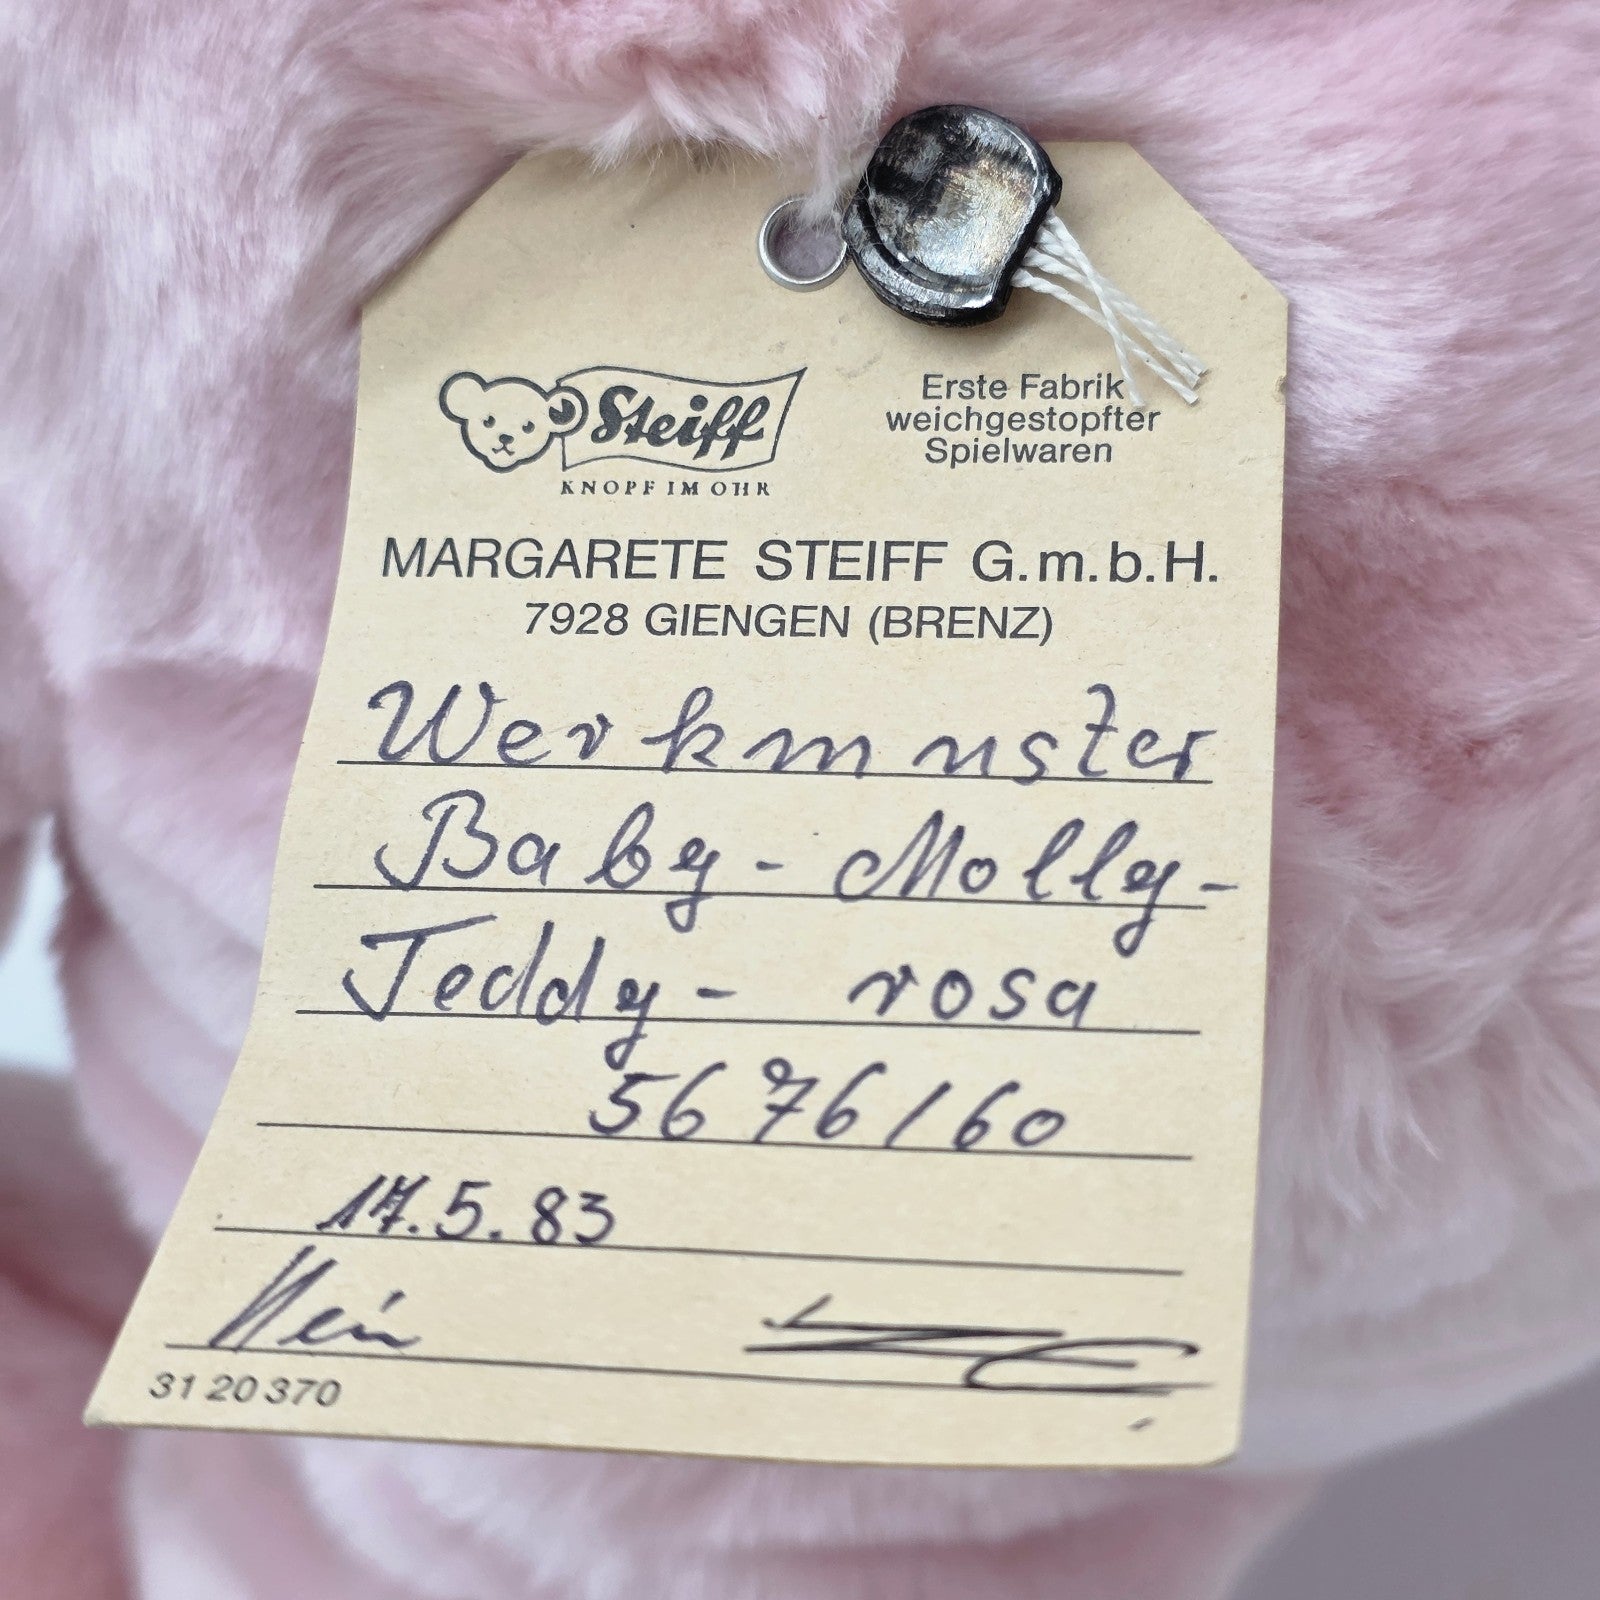 Steiff
KNOPF IM OHR
Erste Fabrik
weichgestopfter
Spielwaren
MARGARETE STEIFF G.m.b.H.
7928 GIENGEN (BRENZ)
Werkmuster
Baby-Molly-
Teddy- rosa
5676/60
17.5.83
31 20 370